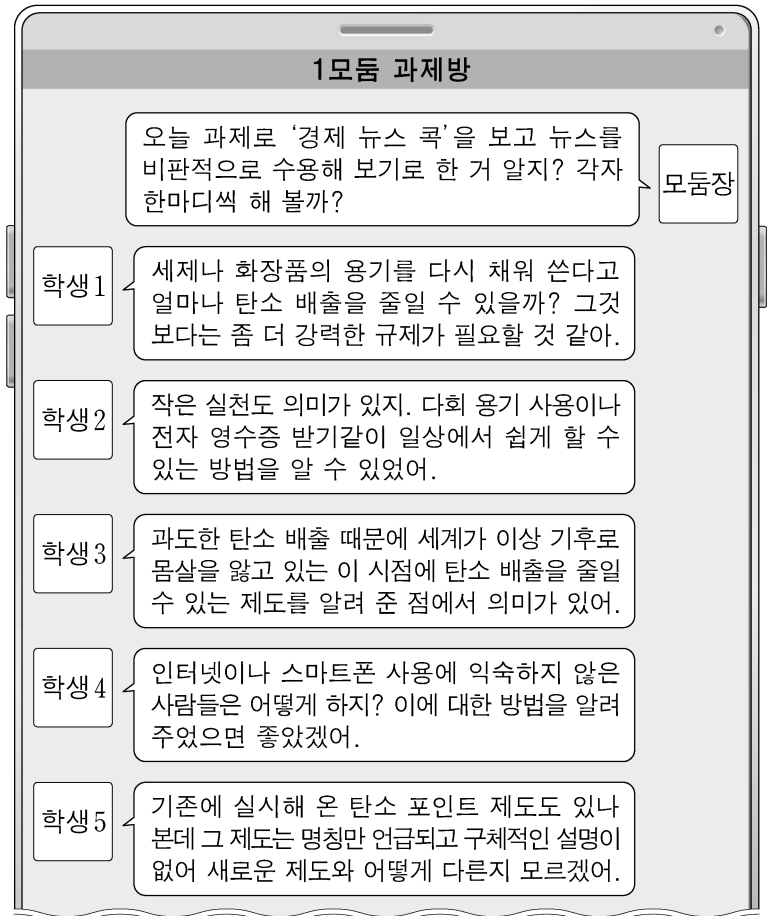 1모둠 과제방
오늘 과제로 ‘경제 뉴스 콕’을 보고 뉴스를
비판적으로 수용해 보기로 한 거 알지? 각자
한마디씩 해 볼까?
모둠장
학생1
세제나 화장품의 용기를 다시 채워 쓴다고
얼마나 탄소 배출을 줄일 수 있을까? 그것
보다는 좀 더 강력한 규제가 필요할 것 같아.
학생2
작은 실천도 의미가 있지. 다회 용기 사용이나
전자 영수증 받기같이 일상에서 쉽게 할 수
있는 방법을 알 수 있었어.
학생3
과도한 탄소 배출 때문에 세계가 이상 기후로
몸살을 앓고 있는 이 시점에 탄소 배출을 줄일
수 있는 제도를 알려 준 점에서 의미가 있어.
학생4
인터넷이나 스마트폰 사용에 익숙하지 않은
사람들은 어떻게 하지? 이에 대한 방법을 알려
주었으면 좋았겠어.
학생5
기존에 실시해 온 탄소 포인트 제도도 있나
본데 그 제도는 명칭만 언급되고 구체적인 설명이
없어 새로운 제도와 어떻게 다른지 모르겠어.